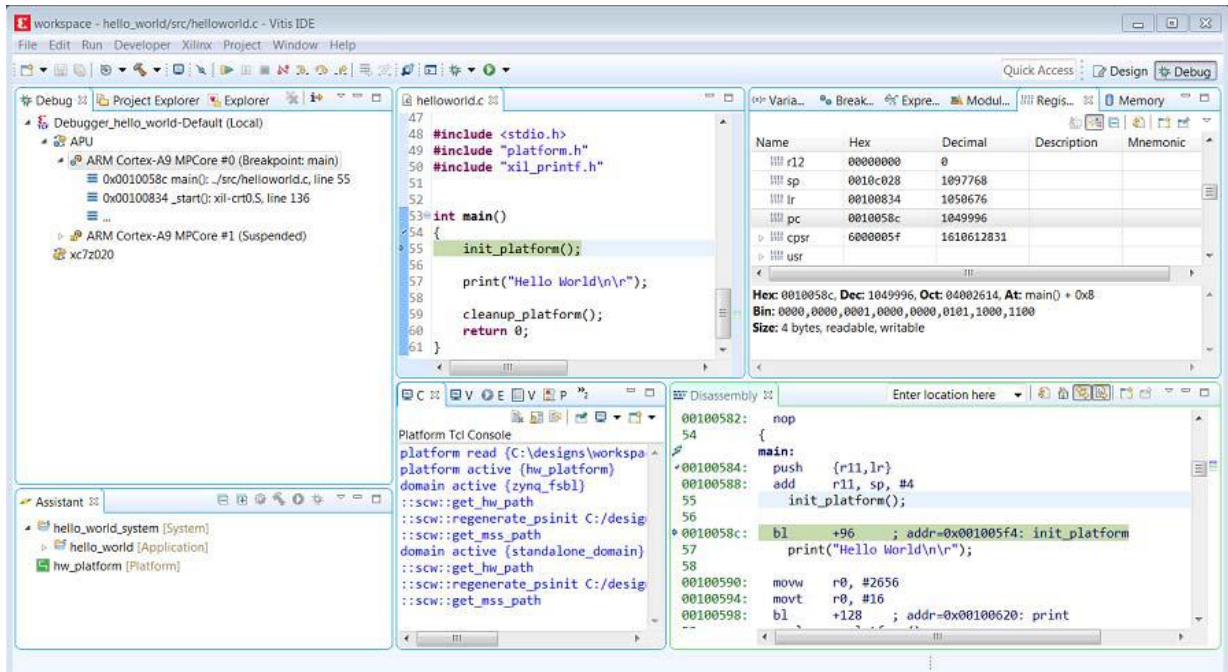 workspace - hello_world/src/helloworld.c - Vitis IDE
File Edit Run Developer Xilinx Project Window Help
Quick Access Design Debug
Debug Project Explorer Explorer
Debugger_hello_world-Default (Local)
APU
ARM Cortex-A9 MPCore #0 (Breakpoint: main)
0x0010058c main(): ../src/helloworld.c, line 55
0x00100834 _start(): xil-crt0.S, line 136
...
ARM Cortex-A9 MPCore #1 (Suspended)
xc7z020
helloworld.c
47
48 #include <stdio.h>
49 #include "platform.h"
50 #include "xil_printf.h"
51
52
53 int main()
54 {
55 init_platform();
56
57 print("Hello World\n\r");
58
59 cleanup_platform();
60 return 0;
61 }
Varia... Break... Expre... Modul... Regis... Memory
Name Hex Decimal Description Mnemonic
r12 00000000 0
sp 0010c028 1097768
lr 00100834 1050676
pc 0010058c 1049996
cpsr 6000005f 1610612831
usr
Hex: 0010058c, Dec: 1049996, Oct: 04002614, At: main() + 0x8
Bin: 0000,0000,0001,0000,0000,0101,1000,1100
Size: 4 bytes, readable, writable
Assistant
hello_world_system [System]
hello_world [Application]
hw_platform [Platform]
C V E V P »2
Platform Tcl Console
platform read {C:\designs\workspa
platform active {hw_platform}
domain active {zynq_fsbl}
::scw::get_hw_path
::scw::regenerate_psinit C:/desig
::scw::get_mss_path
domain active {standalone_domain}
::scw::get_hw_path
::scw::regenerate_psinit C:/desig
::scw::get_mss_path
Disassembly Enter location here
00100582: nop
54 {
main:
00100584: push {r11,lr}
00100588: add r11, sp, #4
55 init_platform();
56
0010058c: bl +96 ; addr=0x001005f4: init_platform
57 print("Hello World\n\r");
58
00100590: movw r0, #2656
00100594: movt r0, #16
00100598: bl +128 ; addr=0x00100620: print